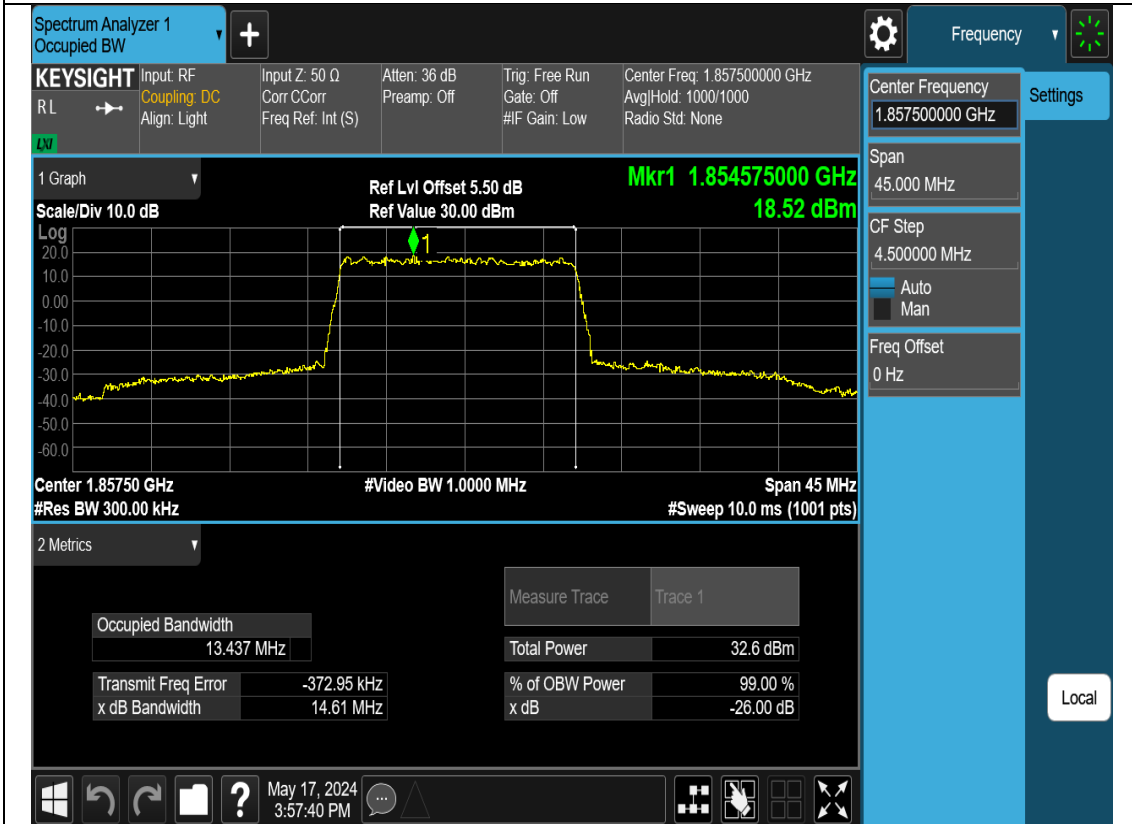 Spectrum Analyzer 1
Occupied BW
+
Frequency
KEYSIGHT
RL
LXI
Input: RF
Coupling: DC
Align: Light
Input Z: 50 Ω
Corr CCorr
Freq Ref: Int (S)
Atten: 36 dB
Preamp: Off
Trig: Free Run
Gate: Off
#IF Gain: Low
Center Freq: 1.857500000 GHz
Avg|Hold: 1000/1000
Radio Std: None
Center Frequency
1.857500000 GHz
Settings
Span
45.000 MHz
CF Step
4.500000 MHz
Auto
Man
Freq Offset
0 Hz
Local
1 Graph
Ref Lvl Offset 5.50 dB
Mkr1 1.854575000 GHz
Scale/Div 10.0 dB
Ref Value 30.00 dBm
18.52 dBm
Log
1
20.0
10.0
0.00
-10.0
-20.0
-30.0
-40.0
-50.0
-60.0
Center 1.85750 GHz
#Video BW 1.0000 MHz
Span 45 MHz
#Res BW 300.00 kHz
#Sweep 10.0 ms (1001 pts)
2 Metrics
Measure Trace Trace 1
Occupied Bandwidth
13.437 MHz
Total Power 32.6 dBm
Transmit Freq Error -372.95 kHz
% of OBW Power 99.00 %
x dB Bandwidth 14.61 MHz
x dB -26.00 dB
?
May 17, 2024
3:57:40 PM